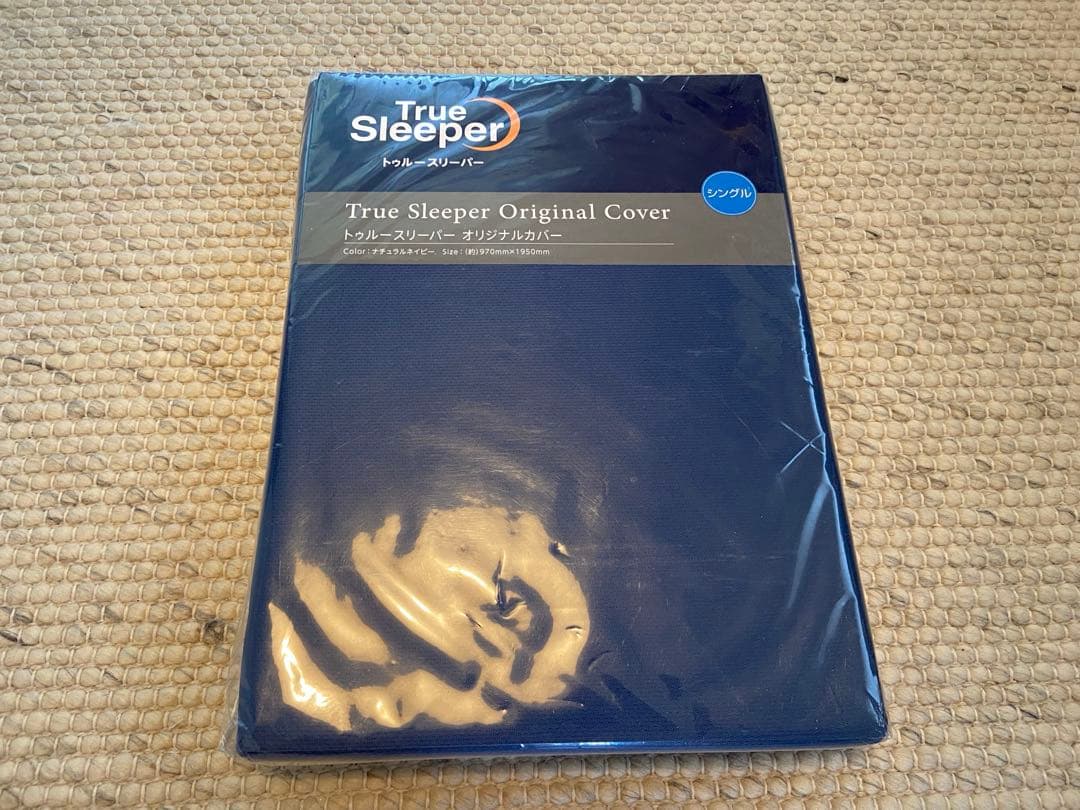 True
Sleeper
トゥルースリーパー
シングル
True Sleeper Original Cover
トゥルースリーパー オリジナルカバー
Color：ナチュラルネイビー．Size：(約)970mm×1950mm